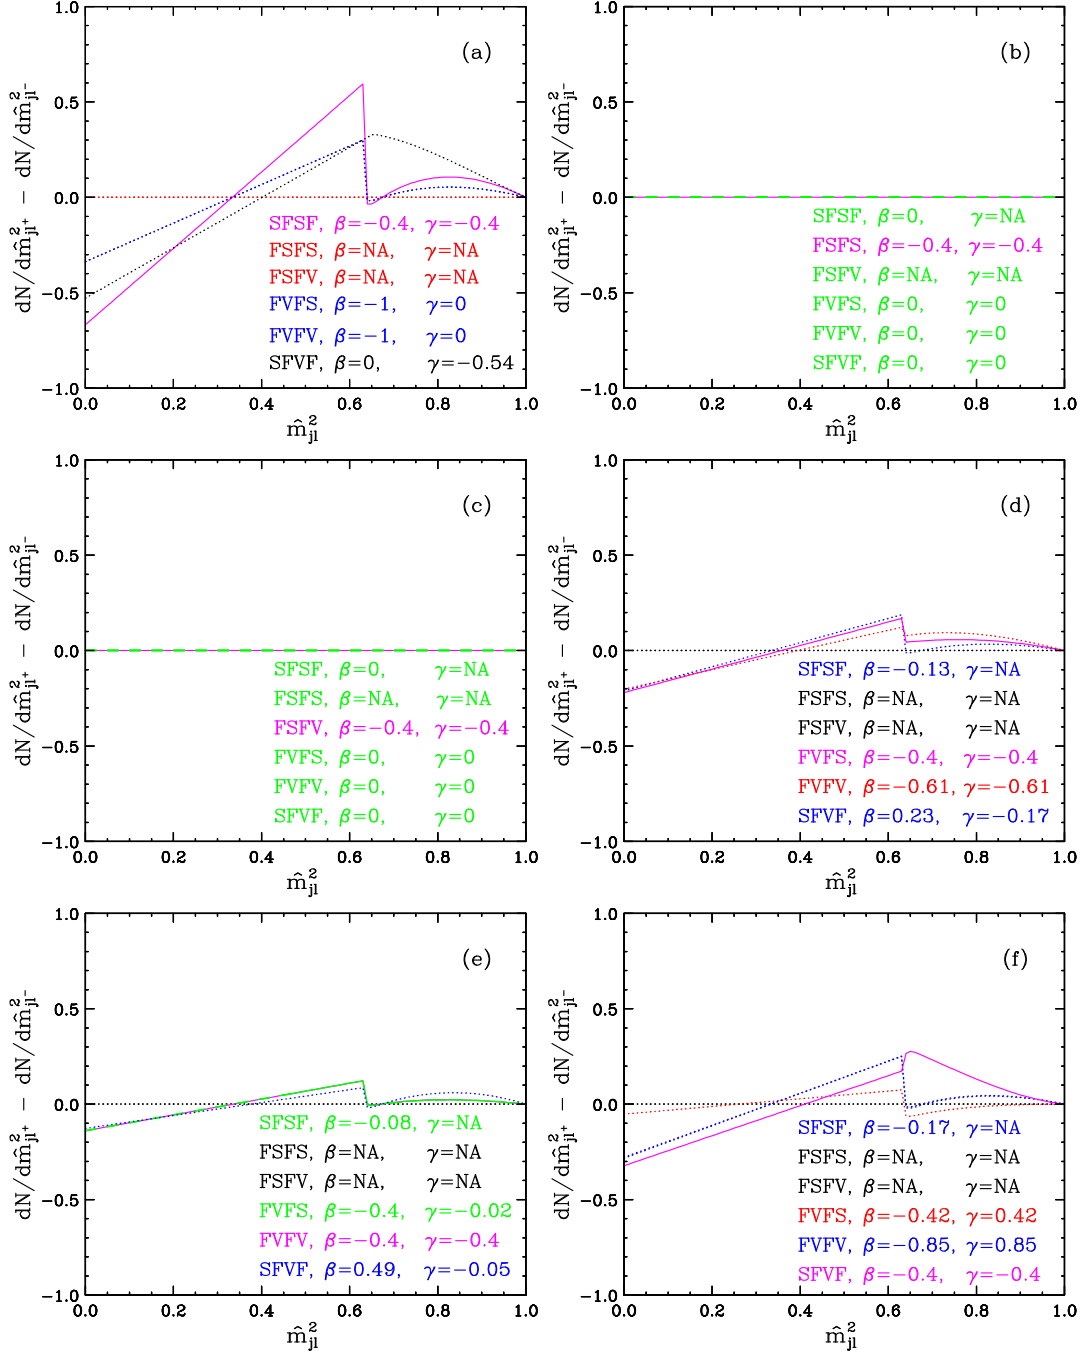 (a)
dN/dm̂²jl⁺ − dN/dm̂²jl⁻
1.0
0.5
0.0
−0.5
−1.0
SFSF, β=−0.4, γ=−0.4
FSFS, β=NA, γ=NA
FSFV, β=NA, γ=NA
FVFS, β=−1, γ=0
FVFV, β=−1, γ=0
SFVF, β=0, γ=−0.54
0.0 0.2 0.4 0.6 0.8 1.0
m̂²jl
(b)
dN/dm̂²jl⁺ − dN/dm̂²jl⁻
1.0
0.5
0.0
−0.5
−1.0
SFSF, β=0, γ=NA
FSFS, β=−0.4, γ=−0.4
FSFV, β=NA, γ=NA
FVFS, β=0, γ=0
FVFV, β=0, γ=0
SFVF, β=0, γ=0
0.0 0.2 0.4 0.6 0.8 1.0
m̂²jl
(c)
dN/dm̂²jl⁺ − dN/dm̂²jl⁻
1.0
0.5
0.0
−0.5
−1.0
SFSF, β=0, γ=NA
FSFS, β=NA, γ=NA
FSFV, β=−0.4, γ=−0.4
FVFS, β=0, γ=0
FVFV, β=0, γ=0
SFVF, β=0, γ=0
0.0 0.2 0.4 0.6 0.8 1.0
m̂²jl
(d)
dN/dm̂²jl⁺ − dN/dm̂²jl⁻
1.0
0.5
0.0
−0.5
−1.0
SFSF, β=−0.13, γ=NA
FSFS, β=NA, γ=NA
FSFV, β=NA, γ=NA
FVFS, β=−0.4, γ=−0.4
FVFV, β=−0.61, γ=−0.61
SFVF, β=0.23, γ=−0.17
0.0 0.2 0.4 0.6 0.8 1.0
m̂²jl
(e)
dN/dm̂²jl⁺ − dN/dm̂²jl⁻
1.0
0.5
0.0
−0.5
−1.0
SFSF, β=−0.08, γ=NA
FSFS, β=NA, γ=NA
FSFV, β=NA, γ=NA
FVFS, β=−0.4, γ=−0.02
FVFV, β=−0.4, γ=−0.4
SFVF, β=0.49, γ=−0.05
0.0 0.2 0.4 0.6 0.8 1.0
m̂²jl
(f)
dN/dm̂²jl⁺ − dN/dm̂²jl⁻
1.0
0.5
0.0
−0.5
−1.0
SFSF, β=−0.17, γ=NA
FSFS, β=NA, γ=NA
FSFV, β=NA, γ=NA
FVFS, β=−0.42, γ=0.42
FVFV, β=−0.85, γ=0.85
SFVF, β=−0.4, γ=−0.4
0.0 0.2 0.4 0.6 0.8 1.0
m̂²jl